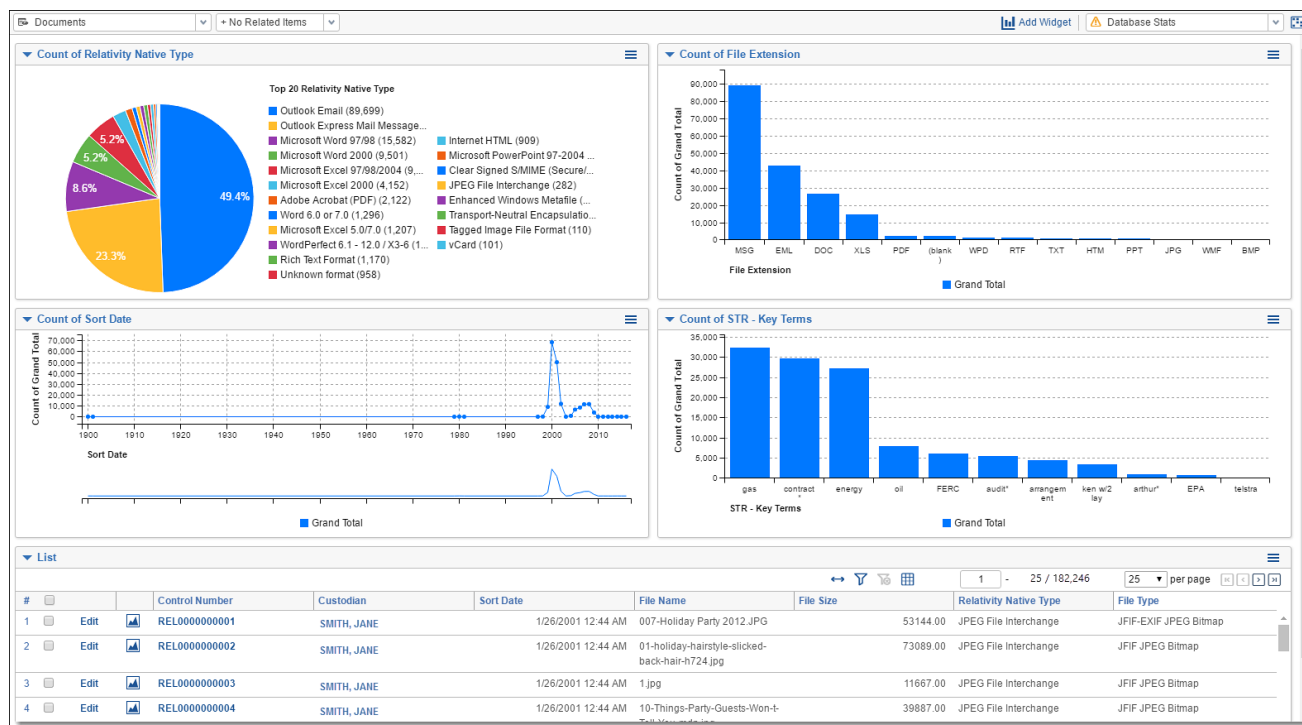 Documents
+ No Related Items
Add Widget
Database Stats
Count of Relativity Native Type
Top 20 Relativity Native Type
49.4%
23.3%
8.6%
5.2%
5.2%
Outlook Email (89,699)
Outlook Express Mail Message...
Microsoft Word 97/98 (15,582)
Microsoft Word 2000 (9,501)
Microsoft Excel 97/98/2004 (9,...
Microsoft Excel 2000 (4,152)
Adobe Acrobat (PDF) (2,122)
Word 6.0 or 7.0 (1,296)
Microsoft Excel 5.0/7.0 (1,207)
WordPerfect 6.1 - 12.0 / X3-6 (1...
Rich Text Format (1,170)
Unknown format (958)
Internet HTML (909)
Microsoft PowerPoint 97-2004 ...
Clear Signed S/MIME (Secure/...
JPEG File Interchange (282)
Enhanced Windows Metafile (...
Transport-Neutral Encapsulatio...
Tagged Image File Format (110)
vCard (101)
Count of File Extension
Count of Grand Total
90,000
80,000
70,000
60,000
50,000
40,000
30,000
20,000
10,000
0
MSG EML DOC XLS PDF (blank WPD RTF TXT HTM PPT JPG WMF BMP
)
File Extension
Grand Total
Count of Sort Date
Count of Grand Total
70,000
60,000
50,000
40,000
30,000
20,000
10,000
0
1900 1910 1920 1930 1940 1950 1960 1970 1980 1990 2000 2010
Sort Date
Grand Total
Count of STR - Key Terms
Count of Grand Total
35,000
30,000
25,000
20,000
15,000
10,000
5,000
0
gas contract energy oil FERC audit* arrangem ken w/2 arthur* EPA telstra
* ent lay
STR - Key Terms
Grand Total
List
1 - 25 / 182,246 25 per page
# Control Number Custodian Sort Date File Name File Size Relativity Native Type File Type
1 Edit REL0000000001 SMITH, JANE 1/26/2001 12:44 AM 007-Holiday Party 2012.JPG 53144.00 JPEG File Interchange JFIF-EXIF JPEG Bitmap
2 Edit REL0000000002 SMITH, JANE 1/26/2001 12:44 AM 01-holiday-hairstyle-slicked- 73089.00 JPEG File Interchange JFIF JPEG Bitmap
back-hair-h724.jpg
3 Edit REL0000000003 SMITH, JANE 1/26/2001 12:44 AM 1.jpg 11667.00 JPEG File Interchange JFIF JPEG Bitmap
4 Edit REL0000000004 SMITH, JANE 1/26/2001 12:44 AM 10-Things-Party-Guests-Won-t- 39887.00 JPEG File Interchange JFIF JPEG Bitmap